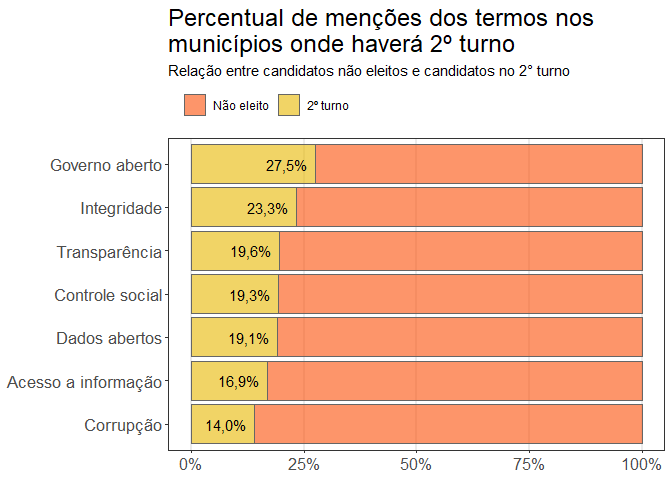 Percentual de menções dos termos nos
municípios onde haverá 2º turno
Relação entre candidatos não eleitos e candidatos no 2° turno
Não eleito
2º turno
Governo aberto
27,5%
Integridade
23,3%
Transparência
19,6%
Controle social
19,3%
Dados abertos
19,1%
Acesso a informação
16,9%
Corrupção
14,0%
0%
25%
50%
75%
100%